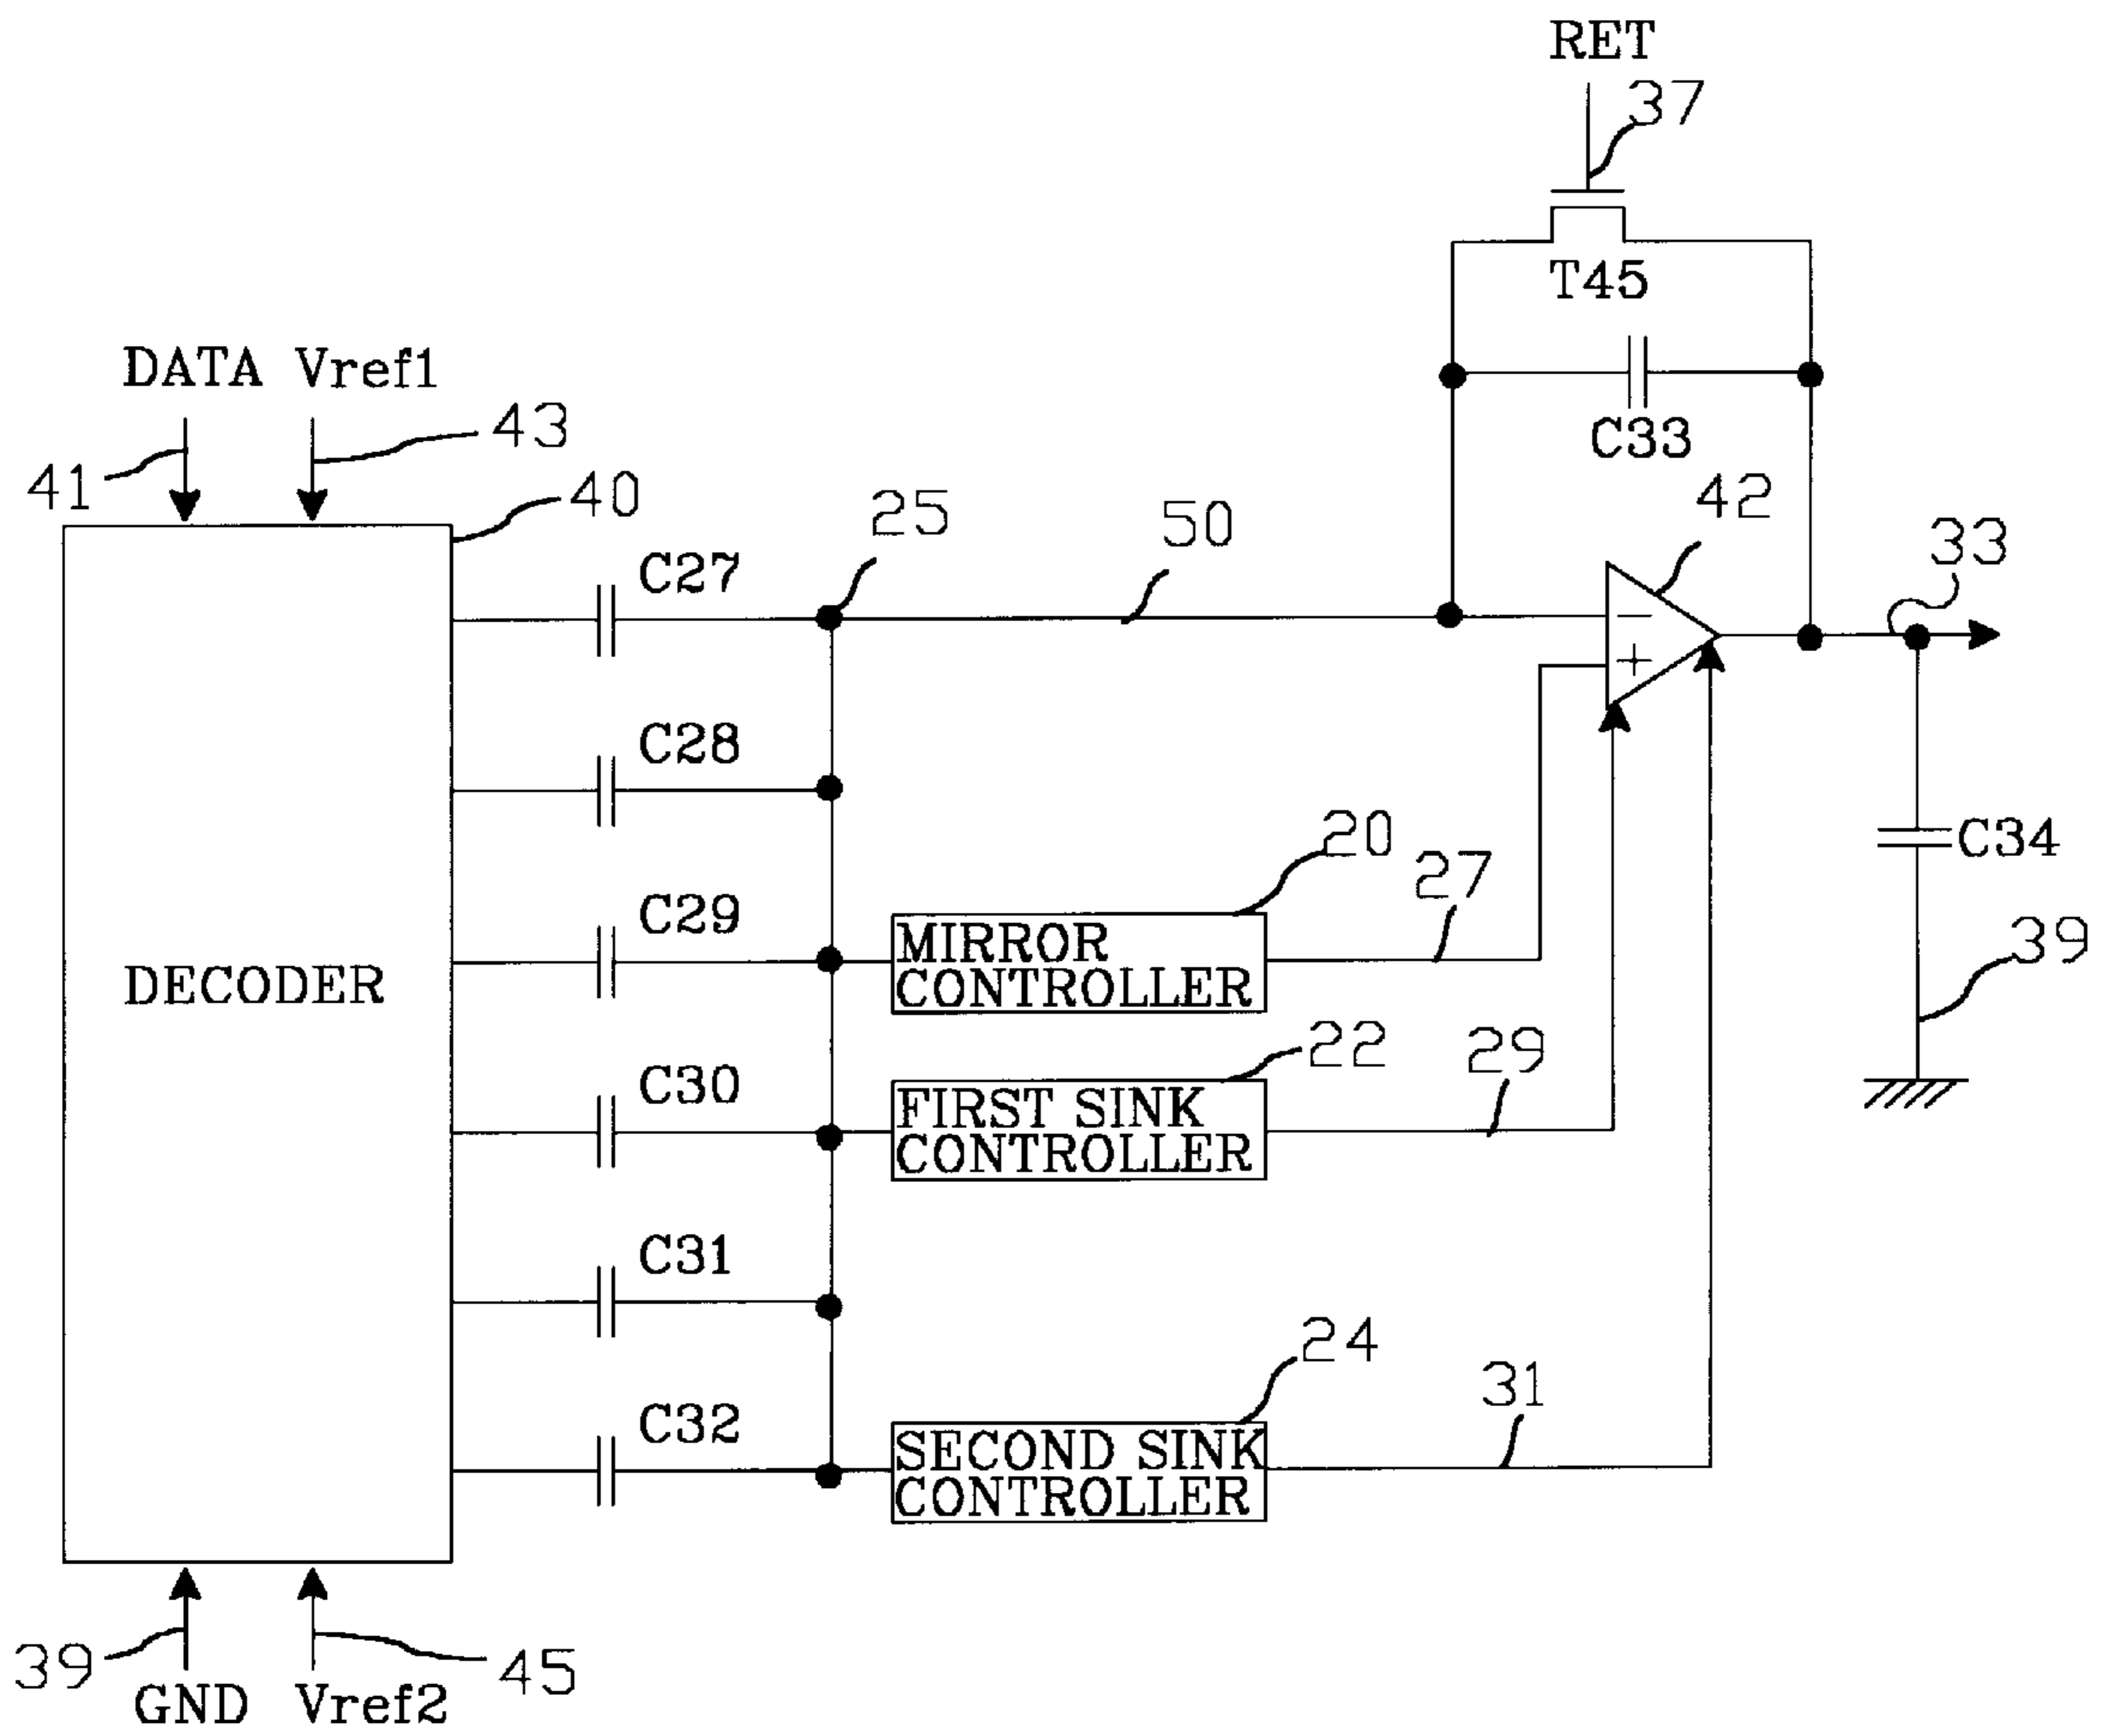 RET
37
T45
C33
DATA Vref1
43
41
40
25
50
42
33
C27
−
+
C28
20
C34
27
C29
39
MIRROR
CONTROLLER
DECODER
22
29
C30
FIRST SINK
CONTROLLER
C31
24
31
C32
SECOND SINK
CONTROLLER
39
45
GND Vref2